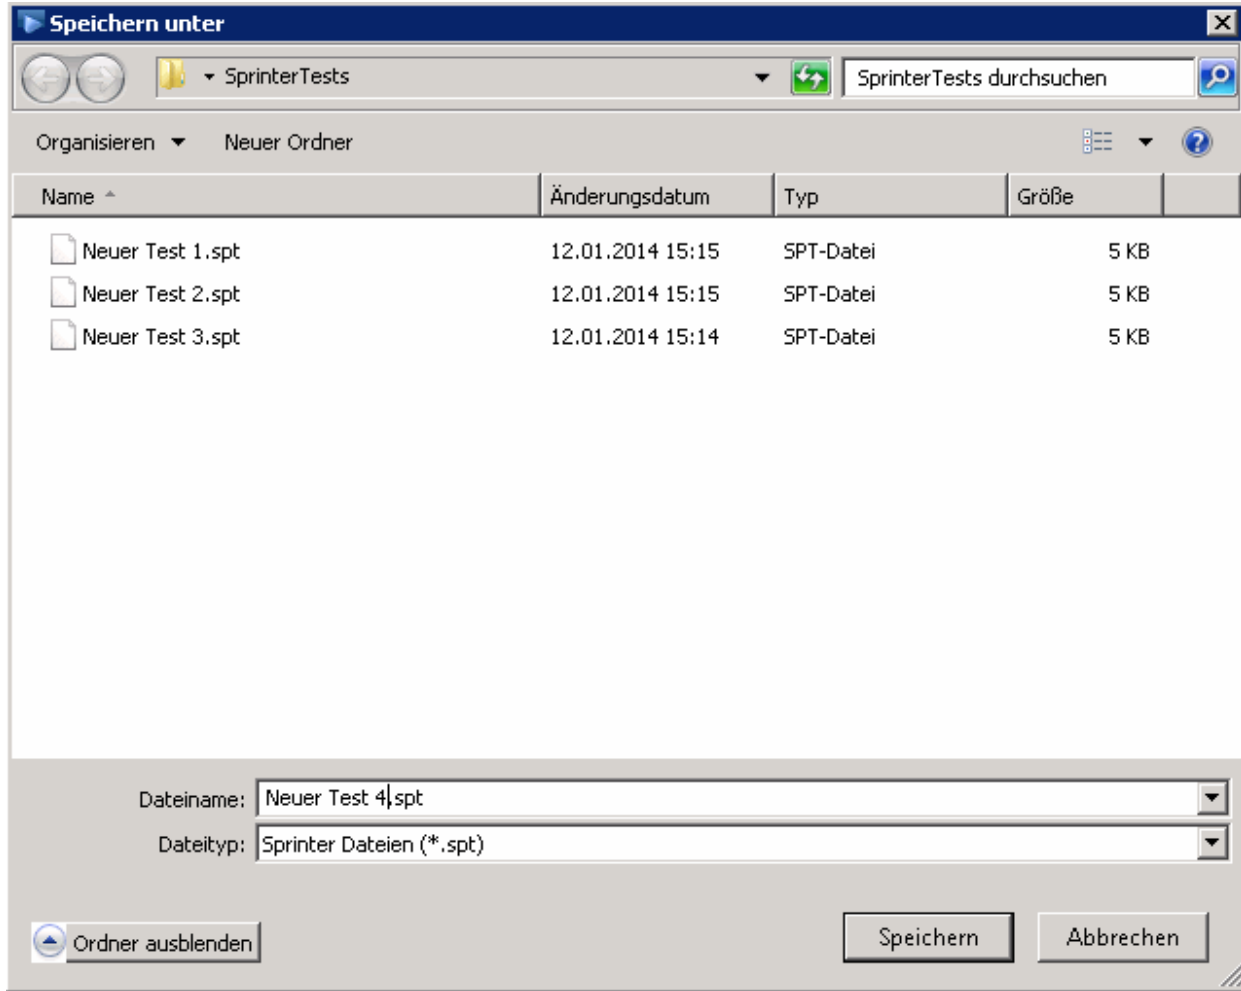 Speichern unter
SprinterTests SprinterTests durchsuchen
Organisieren Neuer Ordner
Name Änderungsdatum Typ Größe
Neuer Test 1.spt 12.01.2014 15:15 SPT-Datei 5 KB
Neuer Test 2.spt 12.01.2014 15:15 SPT-Datei 5 KB
Neuer Test 3.spt 12.01.2014 15:14 SPT-Datei 5 KB
Dateiname: Neuer Test 4.spt
Dateityp: Sprinter Dateien (*.spt)
Ordner ausblenden Speichern Abbrechen